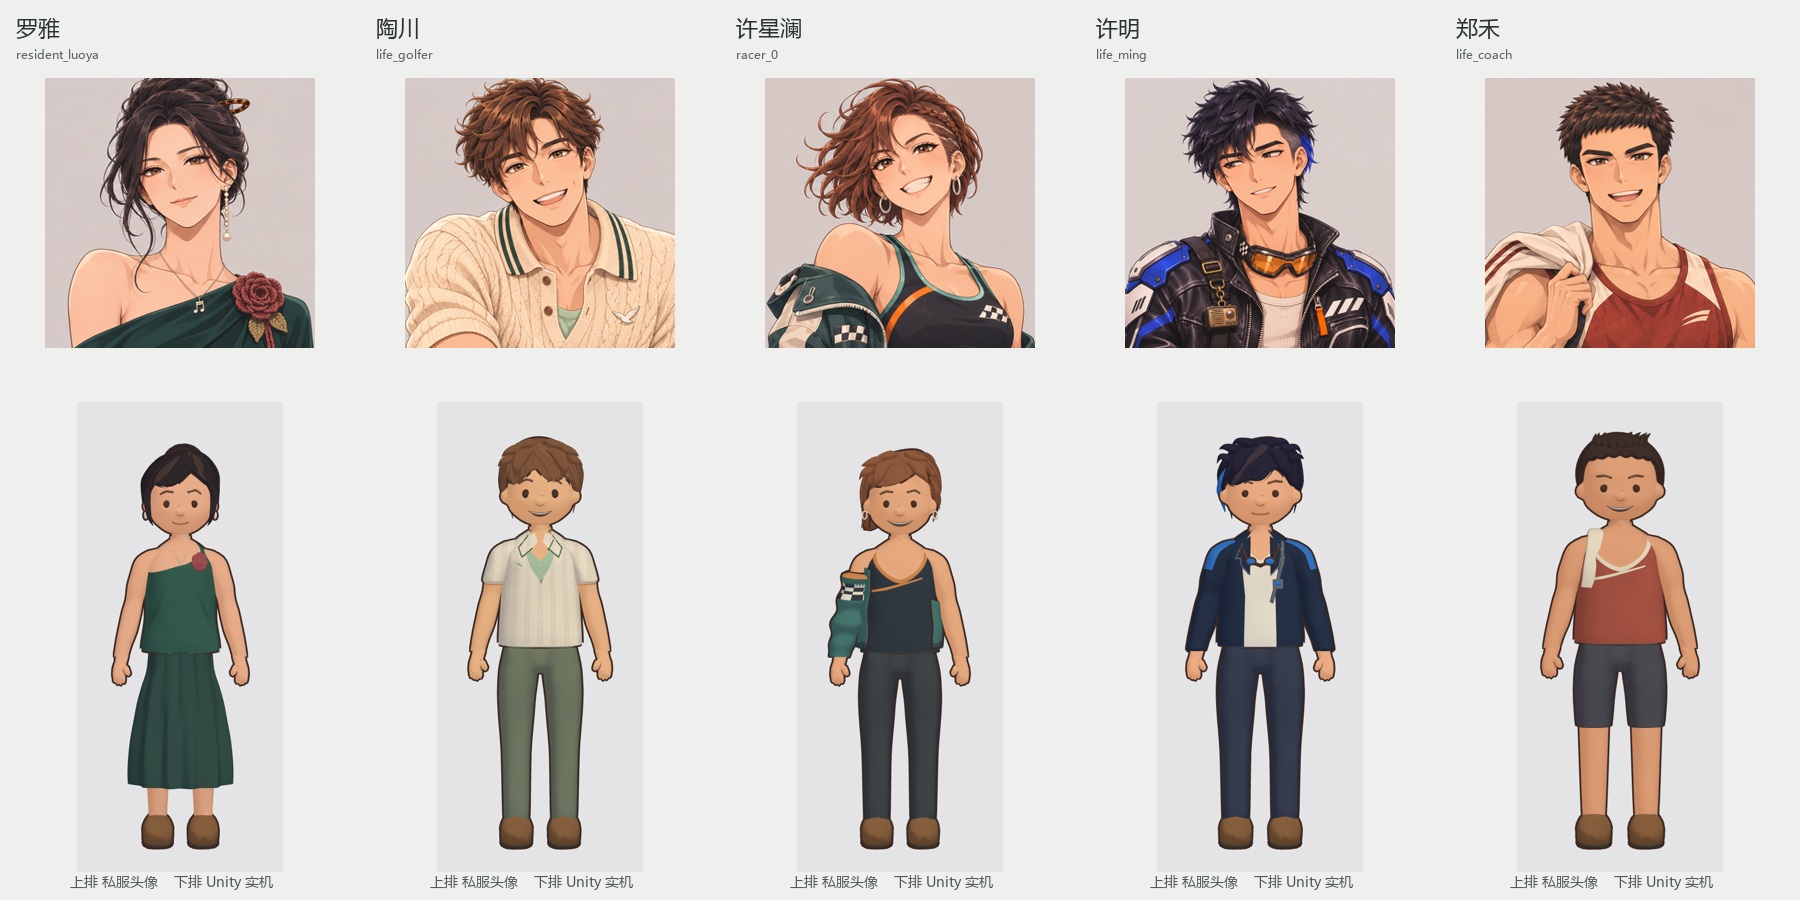 罗雅
resident_luoya
陶川
life_golfer
许星澜
racer_0
许明
life_ming
郑禾
life_coach
上排 私服头像 下排 Unity 实机
上排 私服头像 下排 Unity 实机
上排 私服头像 下排 Unity 实机
上排 私服头像 下排 Unity 实机
上排 私服头像 下排 Unity 实机